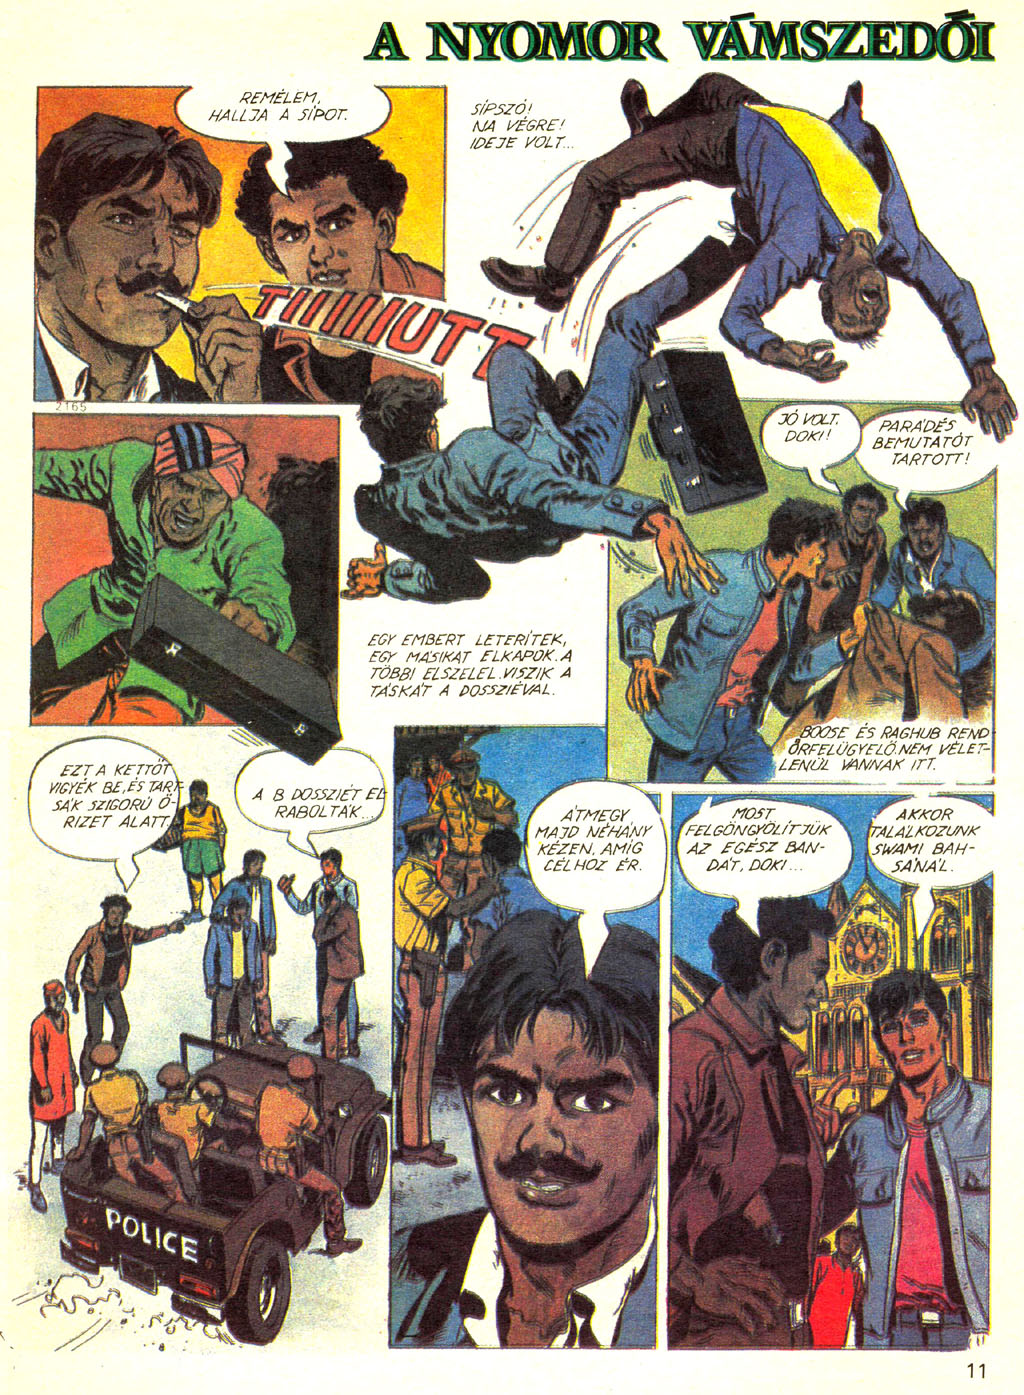 A NYOMOR VÁMSZEDŐI
REMÉLEM,
HALLJA A SÍPOT.
SÍPSZÓ!
NA VÉGRE!
IDEJE VOLT...
TIIIIIIUTT
2165
JÓ VOLT,
DOKI!
PARÁDÉS
BEMUTATÓT
TARTOTT!
EGY EMBERT LETERÍTEK,
EGY MÁSIKAT ELKAPOK. A
TÖBBI ELSZELEL. VISZIK A
TÁSKÁT A DOSSZIÉVAL.
BOOSE ÉS RAGHUB REND-
ŐRFELÜGYELŐ NEM VÉLET-
LENÜL VANNAK ITT.
EZT A KETTŐT
VIGYÉK BE, ÉS TART-
SÁK SZIGORÚ Ő-
RIZET ALATT.
A B DOSSZIÉT EL-
RABOLTÁK...
POLICE
ÁTMEGY
MAJD NÉHÁNY
KÉZEN, AMÍG
CÉLHOZ ÉR.
MOST
FELGÖNGYÖLÍTJÜK
AZ EGÉSZ BAN-
DÁT, DOKI...
AKKOR
TALÁLKOZUNK
SWAMI BAH-
SANÁL.
11